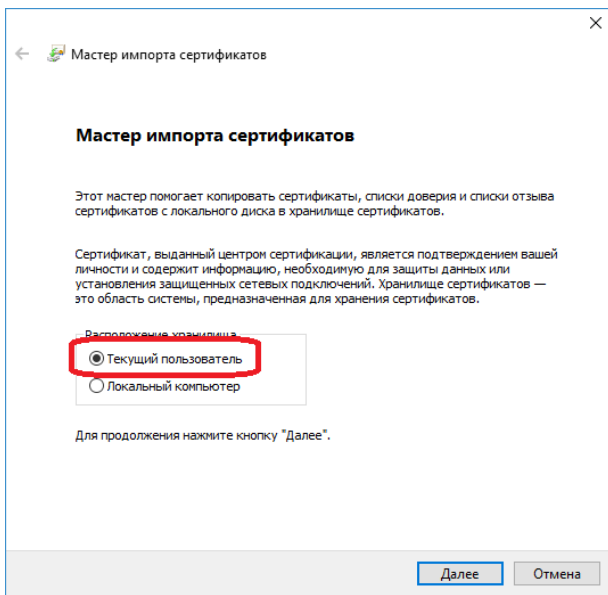 Мастер импорта сертификатов
Мастер импорта сертификатов
Этот мастер помогает копировать сертификаты, списки доверия и списки отзыва
сертификатов с локального диска в хранилище сертификатов.
Сертификат, выданный центром сертификации, является подтверждением вашей
личности и содержит информацию, необходимую для защиты данных или
установления защищенных сетевых подключений. Хранилище сертификатов —
это область системы, предназначенная для хранения сертификатов.
Расположение хранилища
Текущий пользователь
Локальный компьютер
Для продолжения нажмите кнопку "Далее".
Далее Отмена